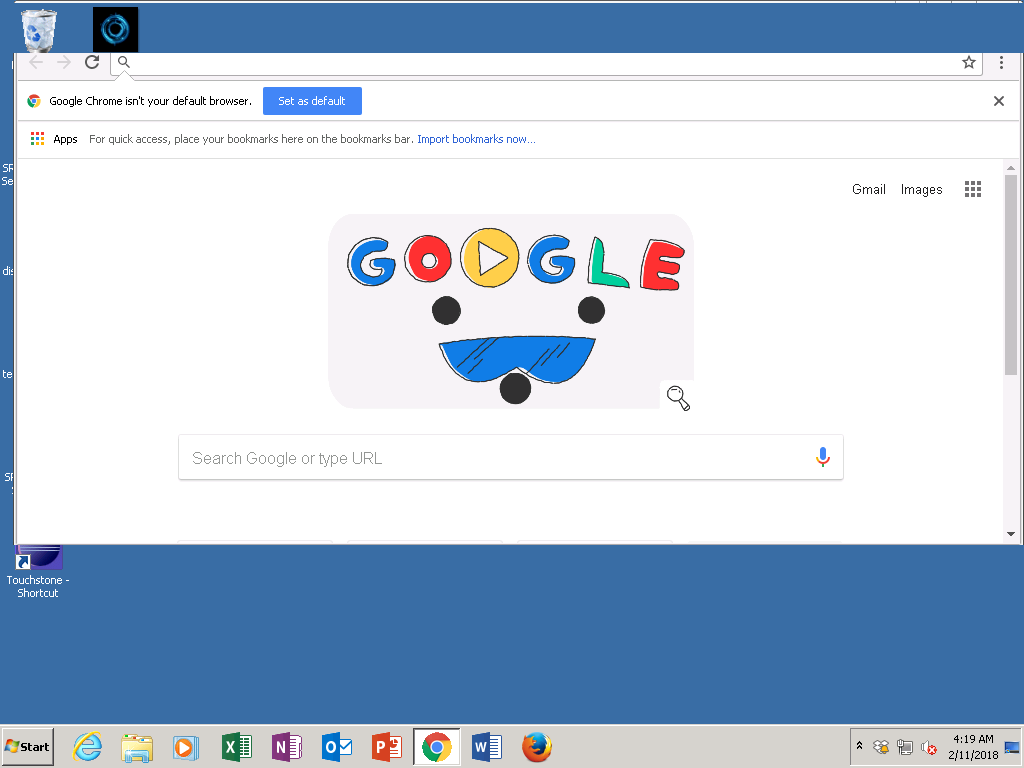 Google Chrome isn't your default browser. Set as default
Apps For quick access, place your bookmarks here on the bookmarks bar. Import bookmarks now...
Gmail Images
GOOGLE
Search Google or type URL
SR
Se
dis
te
SR
Touchstone -
Shortcut
Start
4:19 AM
2/11/2018